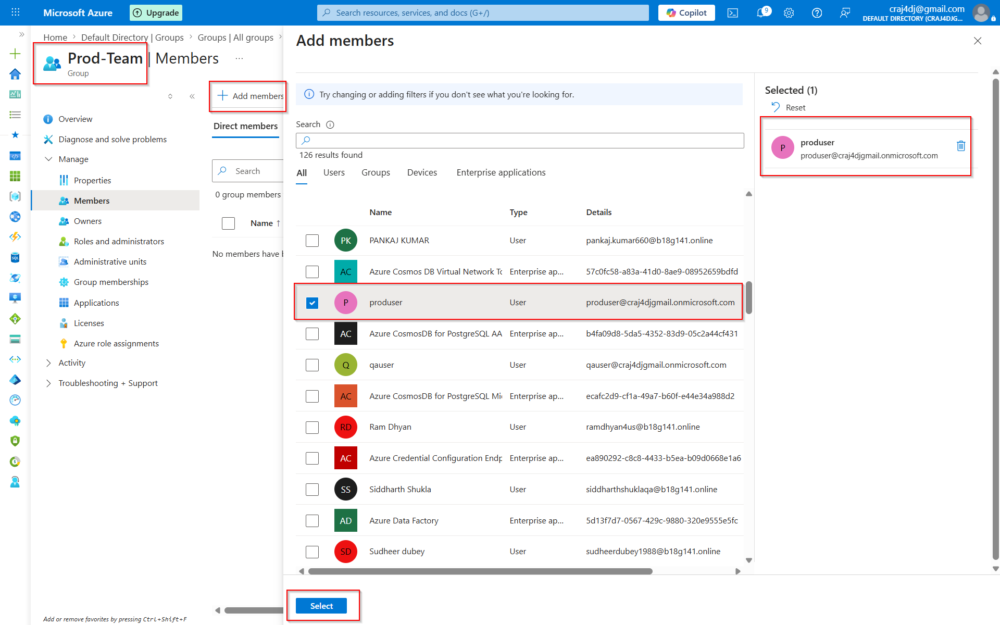 Microsoft Azure
Upgrade
Search resources, services, and docs (G+/)
Copilot
9
craj4dj@gmail.com
DEFAULT DIRECTORY (CRAJ4DJG...
Home > Default Directory | Groups > Groups | All groups >
Prod-Team | Members ...
Group
Overview
Diagnose and solve problems
Manage
Properties
Members
Owners
Roles and administrators
Administrative units
Group memberships
Applications
Licenses
Azure role assignments
Activity
Troubleshooting + Support
Add or remove favorites by pressing Ctrl+Shift+F
Add members
Direct members
Search
0 group members
Name ↑
No members have
Add members
Try changing or adding filters if you don't see what you're looking for.
Search
126 results found
All Users Groups Devices Enterprise applications
Name Type Details
PK PANKAJ KUMAR User pankaj.kumar660@b18g141.online
AC Azure Cosmos DB Virtual Network To Enterprise ap... 57c0fc58-a83a-41d0-8ae9-08952659bdfd
P produser User produser@craj4djgmail.onmicrosoft.com
AC Azure CosmosDB for PostgreSQL AA Enterprise ap... b4fa09d8-5da5-4352-83d9-05c2a44cf431
Q qauser User qauser@craj4djgmail.onmicrosoft.com
AC Azure CosmosDB for PostgreSQL Mi Enterprise ap... ecafc2d9-cf1a-49a7-b60f-e44e34a988d2
RD Ram Dhyan User ramdhyan4us@b18g141.online
AC Azure Credential Configuration Endp Enterprise ap... ea890292-c8c8-4433-b5ea-b09d0668e1a6
SS Siddharth Shukla User siddharthshuklaqa@b18g141.online
AD Azure Data Factory Enterprise ap... 5d13f7d7-0567-429c-9880-320e9555e5fc
SD Sudheer dubey User sudheerdubey1988@b18g141.online
Select
Selected (1)
Reset
P
produser
produser@craj4djgmail.onmicrosoft.com